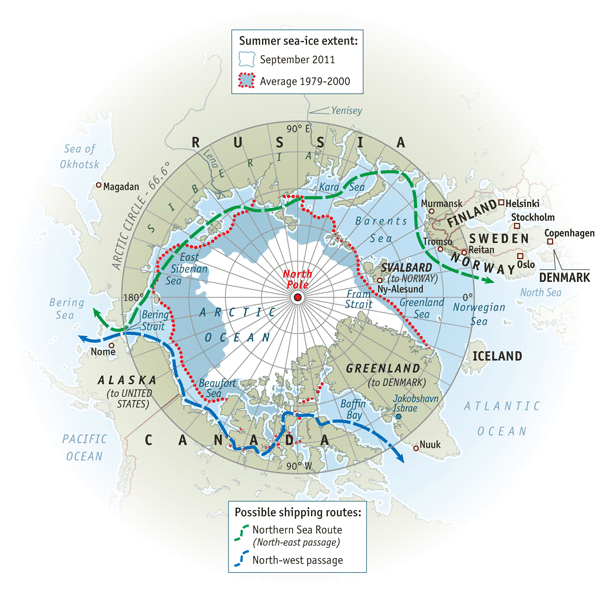 Summer sea-ice extent:
September 2011
Average 1979-2000
Yenisey
90° E
RUSSIA
Sea of
Okhotsk
Lena
SIBERIA
Kara Sea
Magadan
ARCTIC CIRCLE - 66.6°
Murmansk
FINLAND
Helsinki
Stockholm
Barents
Sea
Tromso
SWEDEN
Copenhagen
Reitan
NORWAY
Oslo
DENMARK
East
Siberian
Sea
North
Pole
SVALBARD
(to NORWAY)
Ny-Alesund
North Sea
Bering
Sea
180°
Fram
Strait
Greenland
Sea
0°
Norwegian
Sea
Bering
Strait
ARCTIC
OCEAN
Nome
ICELAND
ALASKA
(to UNITED
STATES)
GREENLAND
(to DENMARK)
Beaufort
Sea
Baffin
Bay
Jakobshavn
Isbrae
ATLANTIC
OCEAN
PACIFIC
OCEAN
CANADA
Nuuk
90° W
Possible shipping routes:
Northern Sea Route
(North-east passage)
North-west passage